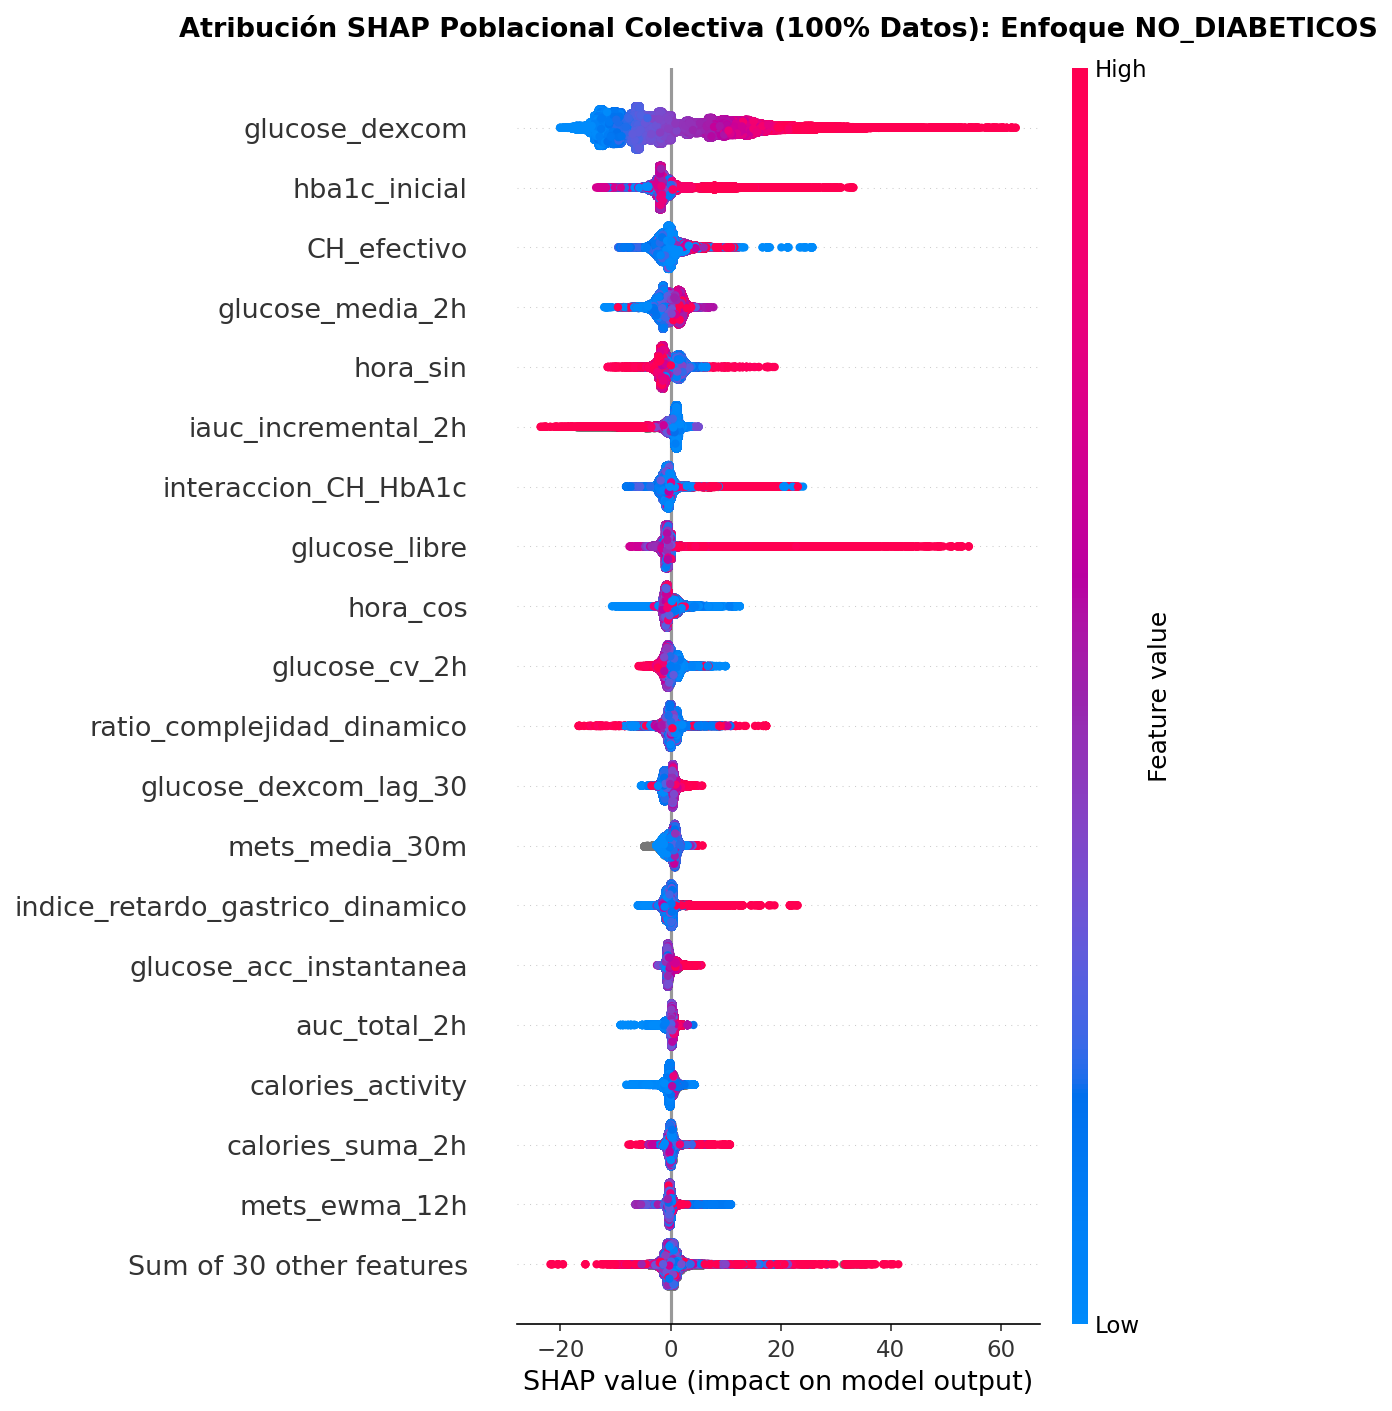 Atribución SHAP Poblacional Colectiva (100% Datos): Enfoque NO_DIABETICOS
High
glucose_dexcom
hba1c_inicial
CH_efectivo
glucose_media_2h
hora_sin
iauc_incremental_2h
interaccion_CH_HbA1c
glucose_libre
hora_cos
glucose_cv_2h
ratio_complejidad_dinamico
glucose_dexcom_lag_30
mets_media_30m
indice_retardo_gastrico_dinamico
glucose_acc_instantanea
auc_total_2h
calories_activity
calories_suma_2h
mets_ewma_12h
Sum of 30 other features
Feature value
Low
−20 0 20 40 60
SHAP value (impact on model output)